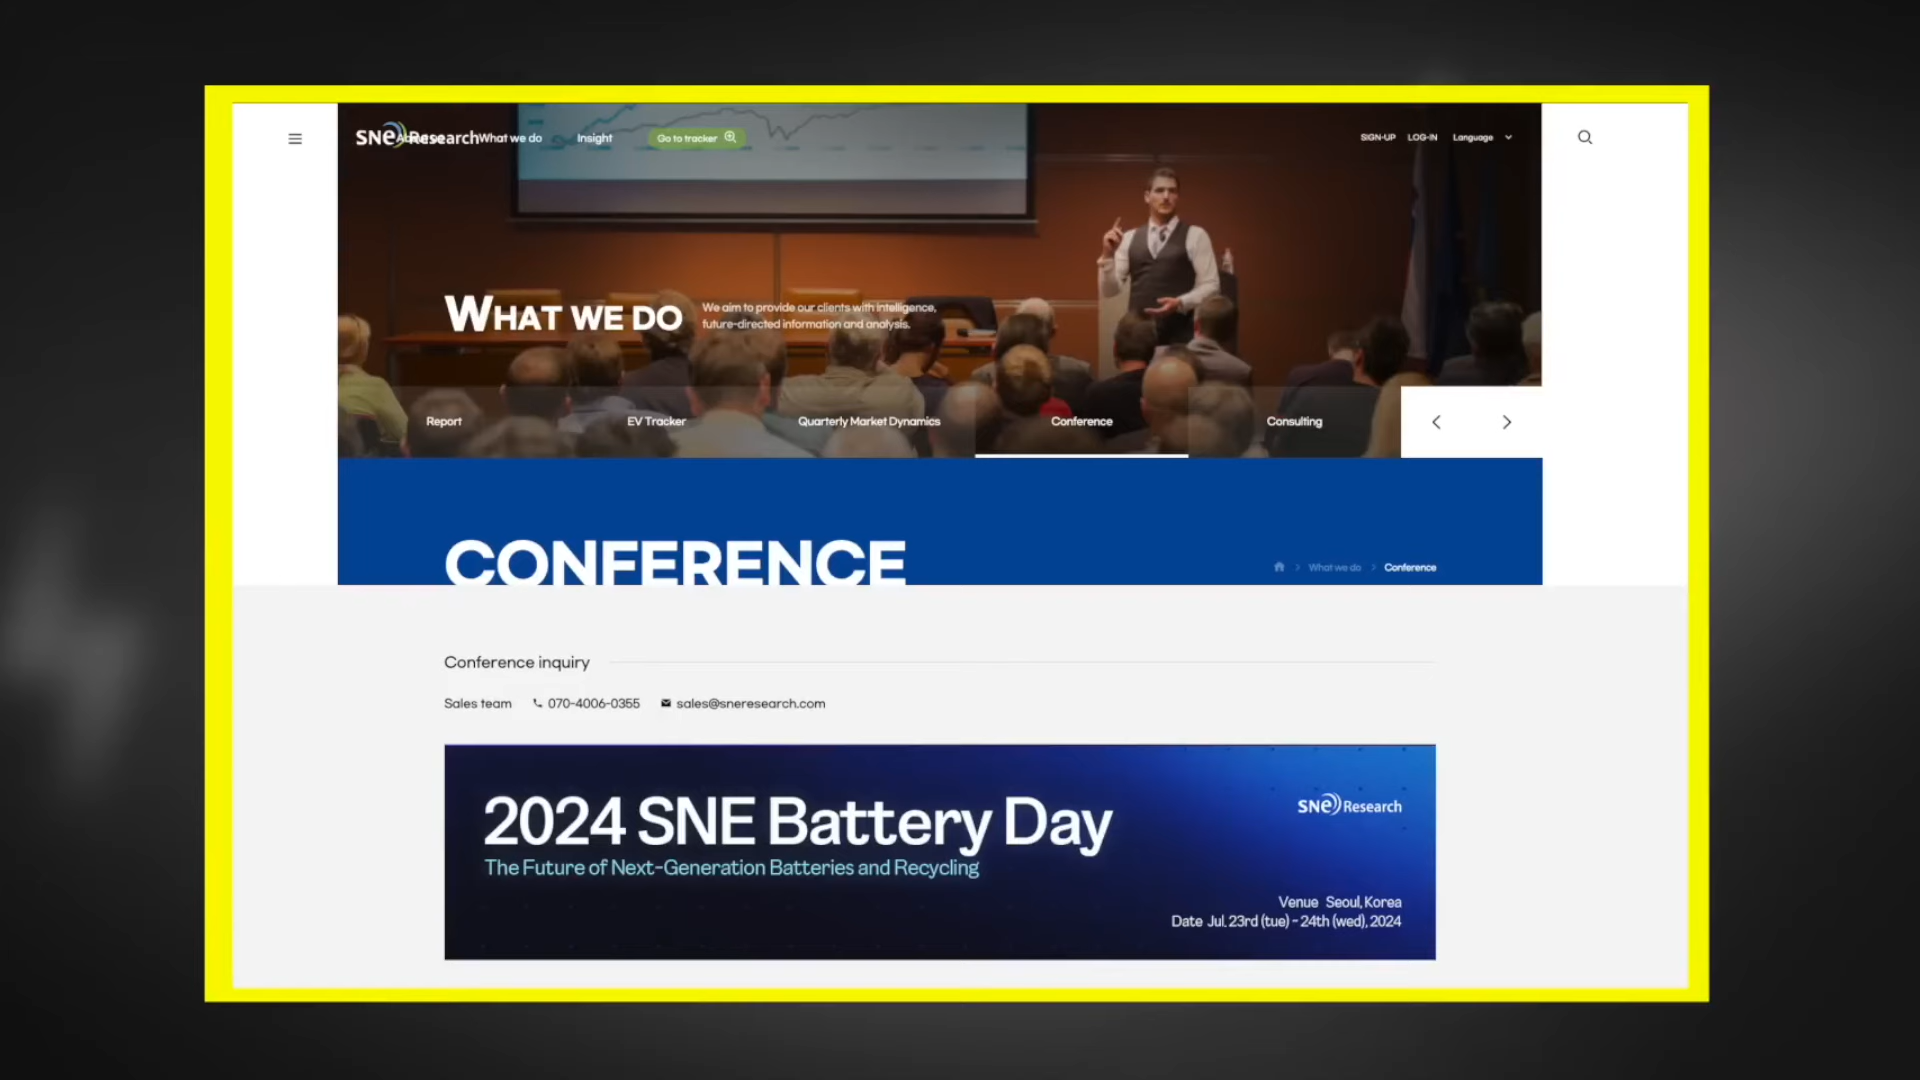 SNe Research
What we do
Insight
Go to tracker
SIGN-UP
LOG-IN
Language
WHAT WE DO
We aim to provide our clients with intelligence,
future-directed information and analysis.
Report
EV Tracker
Quarterly Market Dynamics
Conference
Consulting
CONFERENCE
What we do
Conference
Conference inquiry
Sales team 070-4006-0355 sales@sneresearch.com
2024 SNE Battery Day
The Future of Next-Generation Batteries and Recycling
SNe Research
Venue Seoul, Korea
Date Jul. 23rd (tue) - 24th (wed), 2024